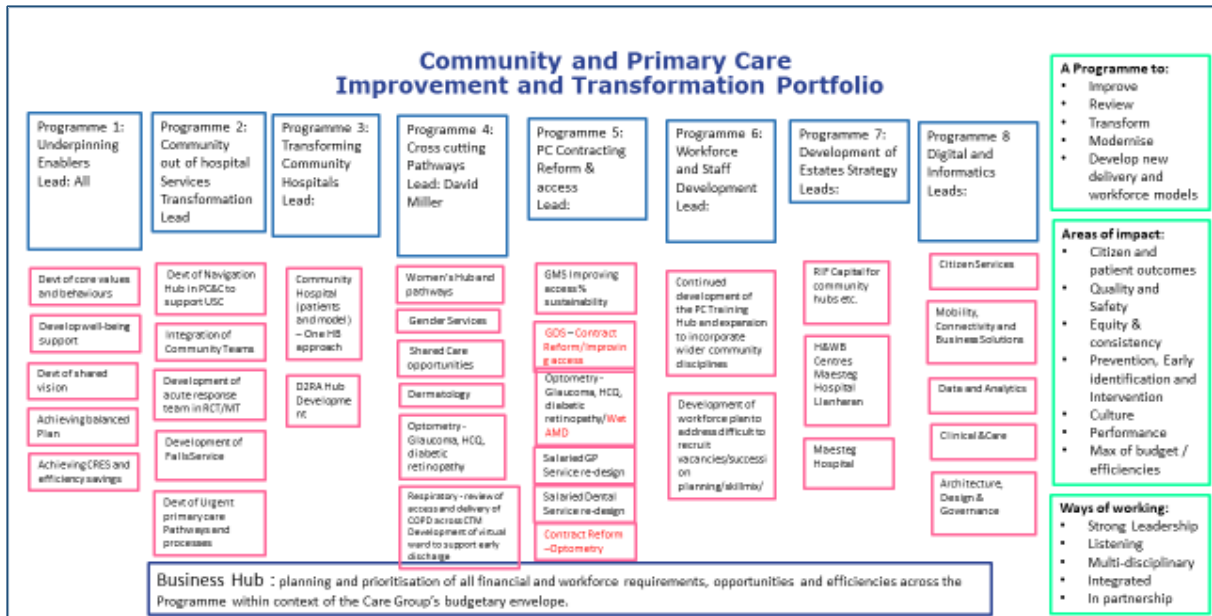 Community and Primary Care
Improvement and Transformation Portfolio
Programme 1:
Underpinning
Enablers
Lead: All
Devt of core values
and behaviours
Develop well-being
support
Devt of shared
vision
Achieving balanced
Plan
Achieving CRES and
efficiency savings
Programme 2:
Community
out of hospital
Services
Transformation
Lead
Devt of Navigation
Hub in PC&C to
support USC
Integration of
Community Teams
Development of
acute response
team in RCT/MT
Development of
Falls Service
Devt of Urgent
primary care
Pathways and
processes
Programme 3:
Transforming
Community
Hospitals
Lead:
Community
Hospital
(patients
and model)
– One HB
approach
D2RA Hub
Developme
nt
Programme 4:
Cross cutting
Pathways
Lead: David
Miller
Women's Hub and
pathways
Gender Services
Shared Care
opportunities
Dermatology
Optometry -
Glaucoma, HCQ,
diabetic
retinopathy
Respiratory - review of
access and delivery of
COPD across CTM
Development of virtual
ward to support early
discharge
Programme 5:
PC Contracting
Reform &
access
Lead:
GMS Improving
access %
sustainability
GDS – Contract
Reform/Improvin
g access
Optometry -
Glaucoma, HCQ,
diabetic
retinopathy/Wet
AMD
Salaried GP
Service re-design
Salaried Dental
Service re-design
Contract Reform
–Optometry
Programme 6:
Workforce
and Staff
Development
Lead:
Continued
development of
the PC Training
Hub and expansion
to incorporate
wider community
disciplines
Development of
workforce plan to
address difficult to
recruit
vacancies/successi
on
planning/skillmix/
Programme 7:
Development of
Estates Strategy
Leads:
RIF Capital for
community
hubs etc.
H&WB
Centres
Maesteg
Hospital
Llanharan
Maesteg
Hospital
Programme 8
Digital and
Informatics
Leads:
Citizen Services
Mobility,
Connectivity and
Business Solutions
Data and Analytics
Clinical & Care
Architecture,
Design &
Governance
A Programme to:
• Improve
• Review
• Transform
• Modernise
• Develop new
delivery and
workforce models
Areas of impact:
• Citizen and
patient outcomes
• Quality and
Safety
• Equity &
consistency
• Prevention, Early
identification and
Intervention
• Culture
• Performance
• Max of budget /
efficiencies
Ways of working:
• Strong Leadership
• Listening
• Multi-disciplinary
• Integrated
• In partnership
Business Hub : planning and prioritisation of all financial and workforce requirements, opportunities and efficiencies across the
Programme within context of the Care Group's budgetary envelope.